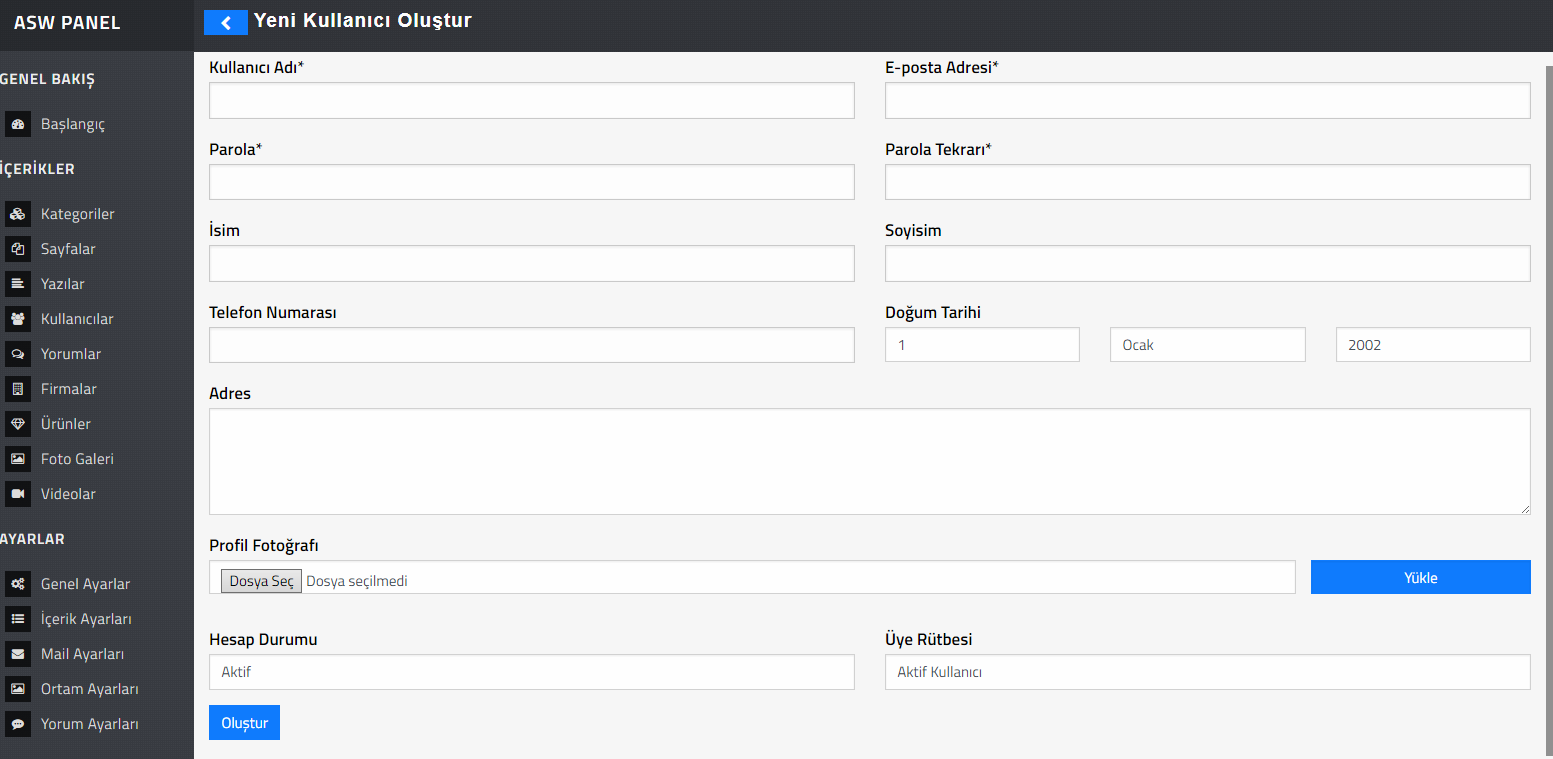 ASW PANEL
Yeni Kullanıcı Oluştur
GENEL BAKIŞ
Başlangıç
İÇERİKLER
Kategoriler
Sayfalar
Yazılar
Kullanıcılar
Yorumlar
Firmalar
Ürünler
Foto Galeri
Videolar
AYARLAR
Genel Ayarlar
İçerik Ayarları
Mail Ayarları
Ortam Ayarları
Yorum Ayarları
Kullanıcı Adı*
E-posta Adresi*
Parola*
Parola Tekrarı*
İsim
Soyisim
Telefon Numarası
Doğum Tarihi
1 Ocak 2002
Adres
Profil Fotoğrafı
Dosya Seç Dosya seçilmedi
Yükle
Hesap Durumu
Üye Rütbesi
Aktif
Aktif Kullanıcı
Oluştur